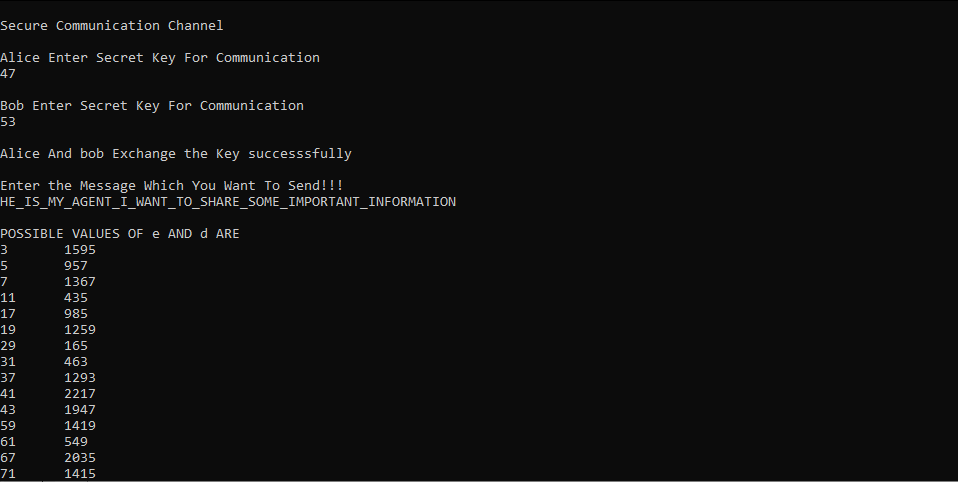 Secure Communication Channel
Alice Enter Secret Key For Communication
47
Bob Enter Secret Key For Communication
53
Alice And bob Exchange the Key successsfully
Enter the Message Which You Want To Send!!!
HE_IS_MY_AGENT_I_WANT_TO_SHARE_SOME_IMPORTANT_INFORMATION
POSSIBLE VALUES OF e AND d ARE
3 1595
5 957
7 1367
11 435
17 985
19 1259
29 165
31 463
37 1293
41 2217
43 1947
59 1419
61 549
67 2035
71 1415